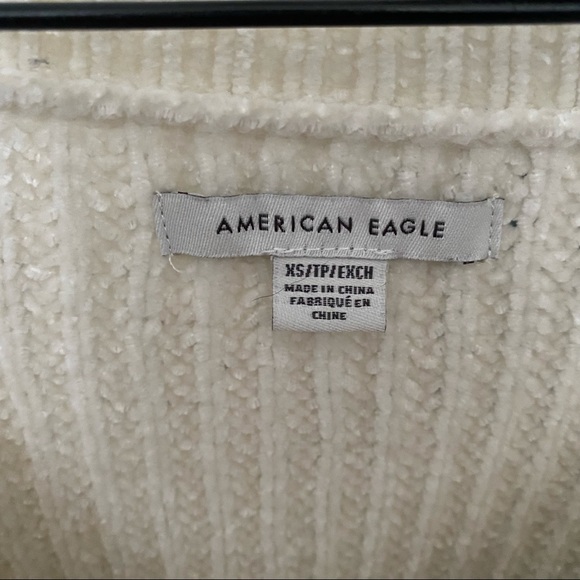 AMERICAN EAGLE
XS/TP/EXCH
MADE IN CHINA
FABRIQUÉ EN
CHINE